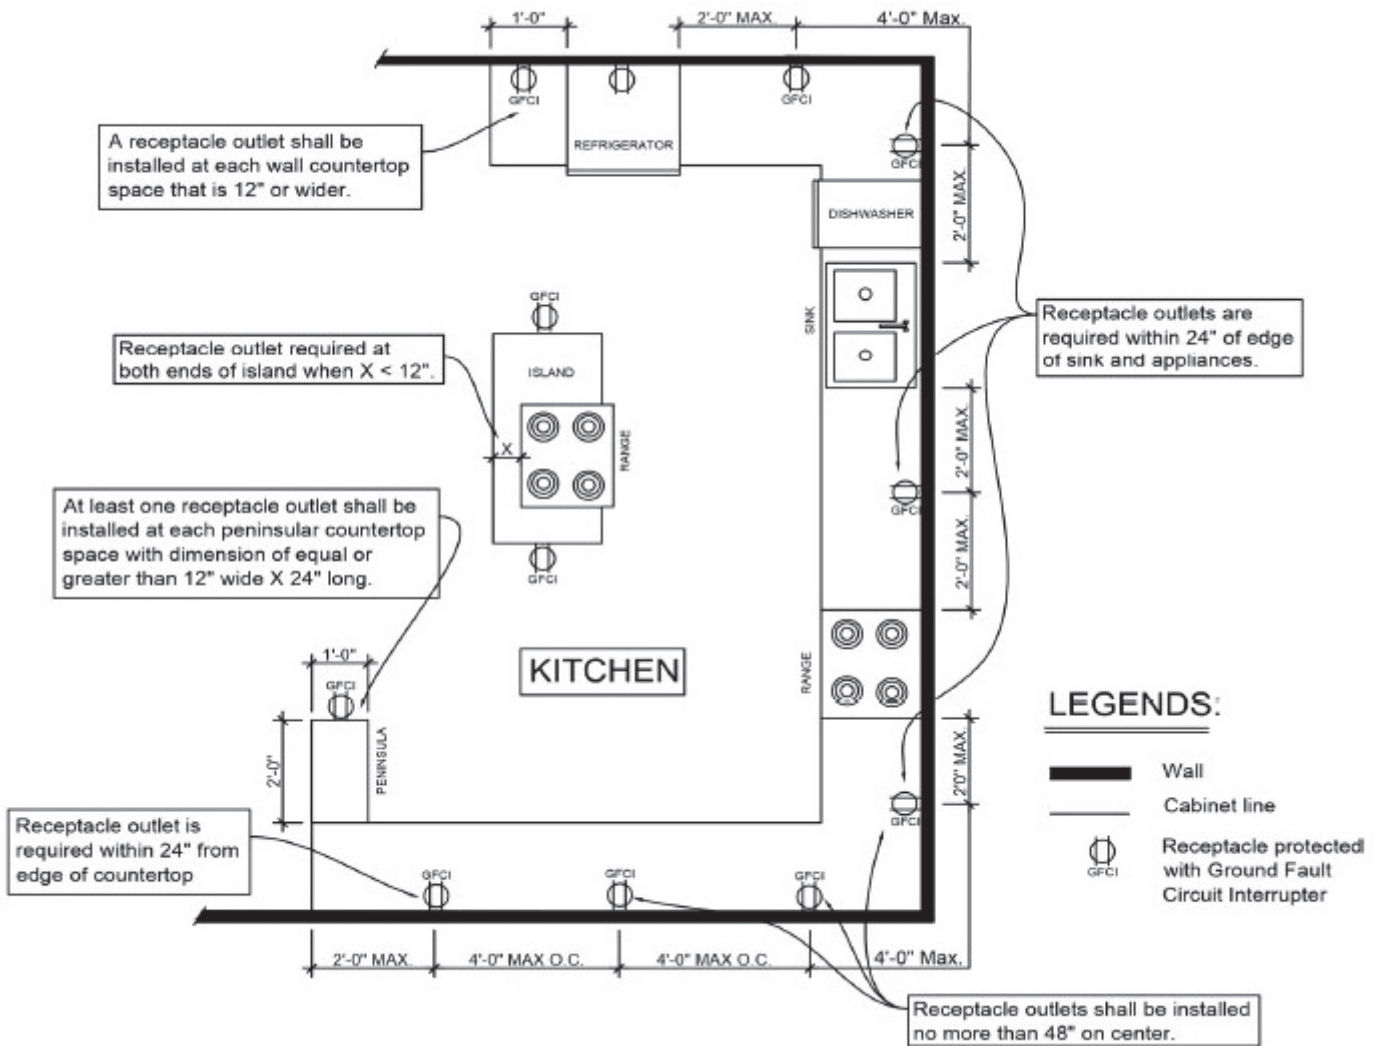 1'-0"
2'-0" MAX.
4'-0" Max.
GFCI
GFCI
A receptacle outlet shall be
installed at each wall countertop
space that is 12" or wider.
REFRIGERATOR
GFCI
2'-0" MAX.
DISHWASHER
SINK
Receptacle outlets are
required within 24" of edge
of sink and appliances.
GFCI
Receptacle outlet required at
both ends of island when X < 12".
ISLAND
X
RANGE
GFCI
2'-0" MAX.
GFCI
2'-0" MAX.
At least one receptacle outlet shall be
installed at each peninsular countertop
space with dimension of equal or
greater than 12" wide X 24" long.
KITCHEN
RANGE
1'-0"
GFCI
2'-0"
PENINSULA
2'0" MAX.
GFCI
LEGENDS:
Wall
Cabinet line
GFCI
Receptacle protected
with Ground Fault
Circuit Interrupter
Receptacle outlet is
required within 24" from
edge of countertop
GFCI
GFCI
GFCI
2'-0" MAX.
4'-0" MAX O.C.
4'-0" MAX O.C.
4'-0" Max.
Receptacle outlets shall be installed
no more than 48" on center.